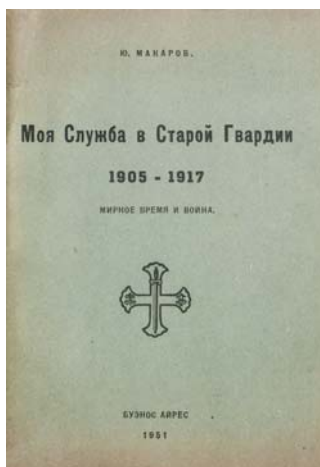 Ю. МАКАРОВ.
Моя Служба в Старой Гвардии
1905 - 1917
МИРНОЕ ВРЕМЯ И ВОЙНА.
БУЭНОС АЙРЕС
1951